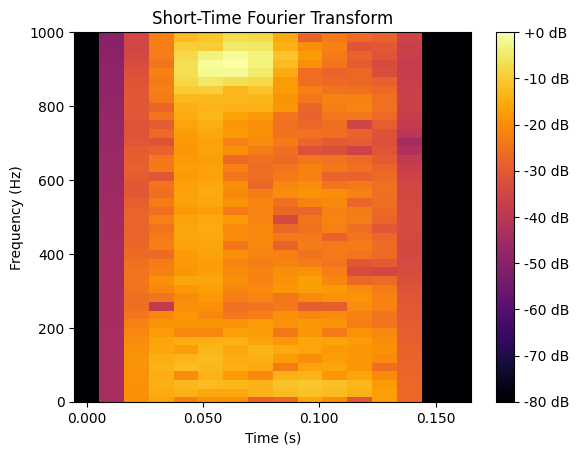 Short-Time Fourier Transform
Frequency (Hz)
1000
800
600
400
200
0
0.000
0.050
0.100
0.150
Time (s)
+0 dB
-10 dB
-20 dB
-30 dB
-40 dB
-50 dB
-60 dB
-70 dB
-80 dB